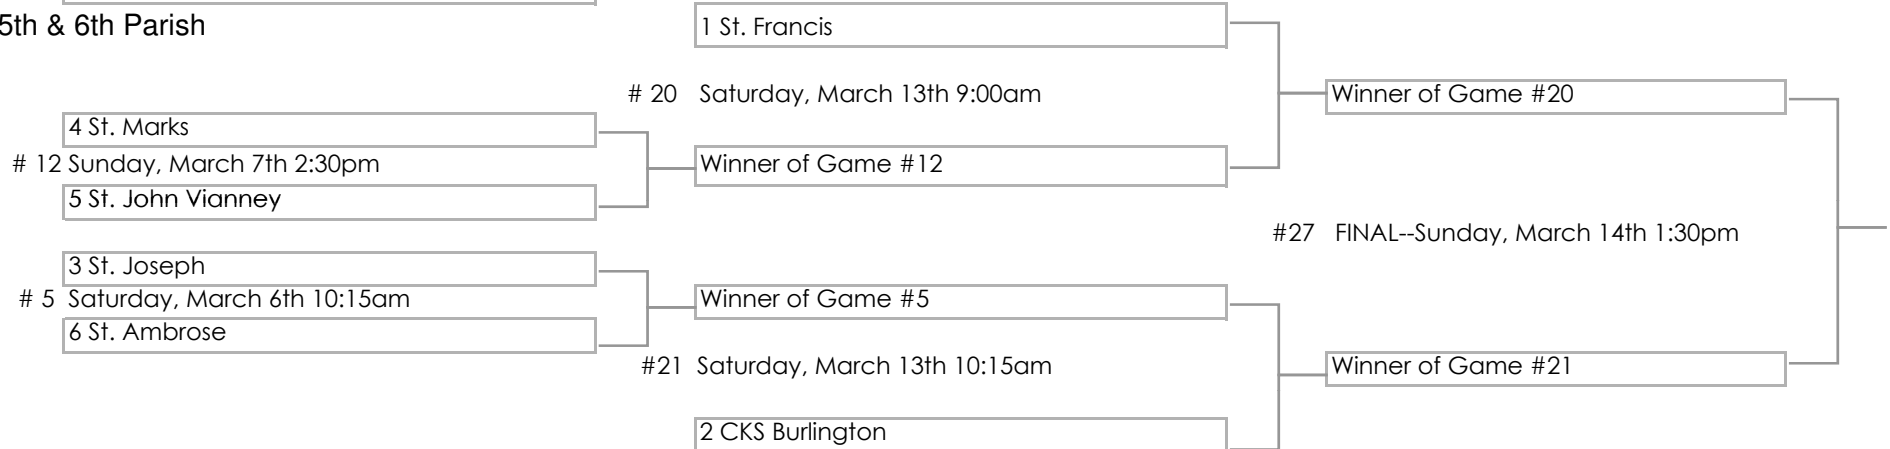 5th & 6th Parish
1 St. Francis
# 20 Saturday, March 13th 9:00am
Winner of Game #20
4 St. Marks
# 12 Sunday, March 7th 2:30pm
Winner of Game #12
5 St. John Vianney
#27 FINAL--Sunday, March 14th 1:30pm
3 St. Joseph
# 5 Saturday, March 6th 10:15am
Winner of Game #5
6 St. Ambrose
#21 Saturday, March 13th 10:15am
Winner of Game #21
2 CKS Burlington